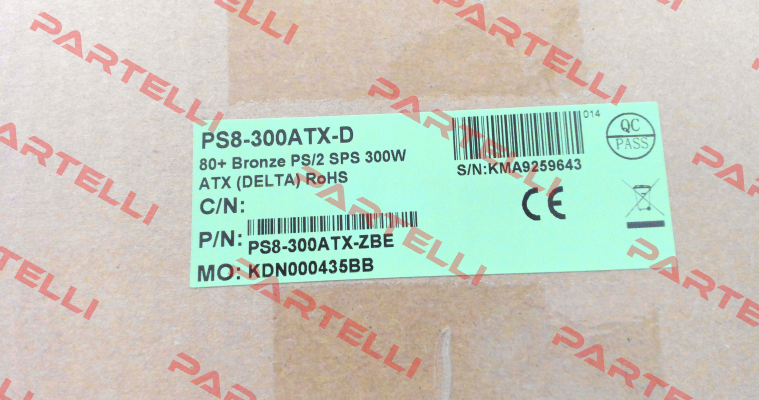 PS8-300ATX-D
80+ Bronze PS/2 SPS 300W
ATX (DELTA) RoHS
C/N:
P/N:
PS8-300ATX-ZBE
MO: KDN000435BB
014
S/N:KMA9259643
QC
PASS
CE
PARTELLI
PARTELLI
PARTELLI
PARTELLI
PARTELLI
PARTELLI
PARTELLI
PARTELLI
PARTELLI